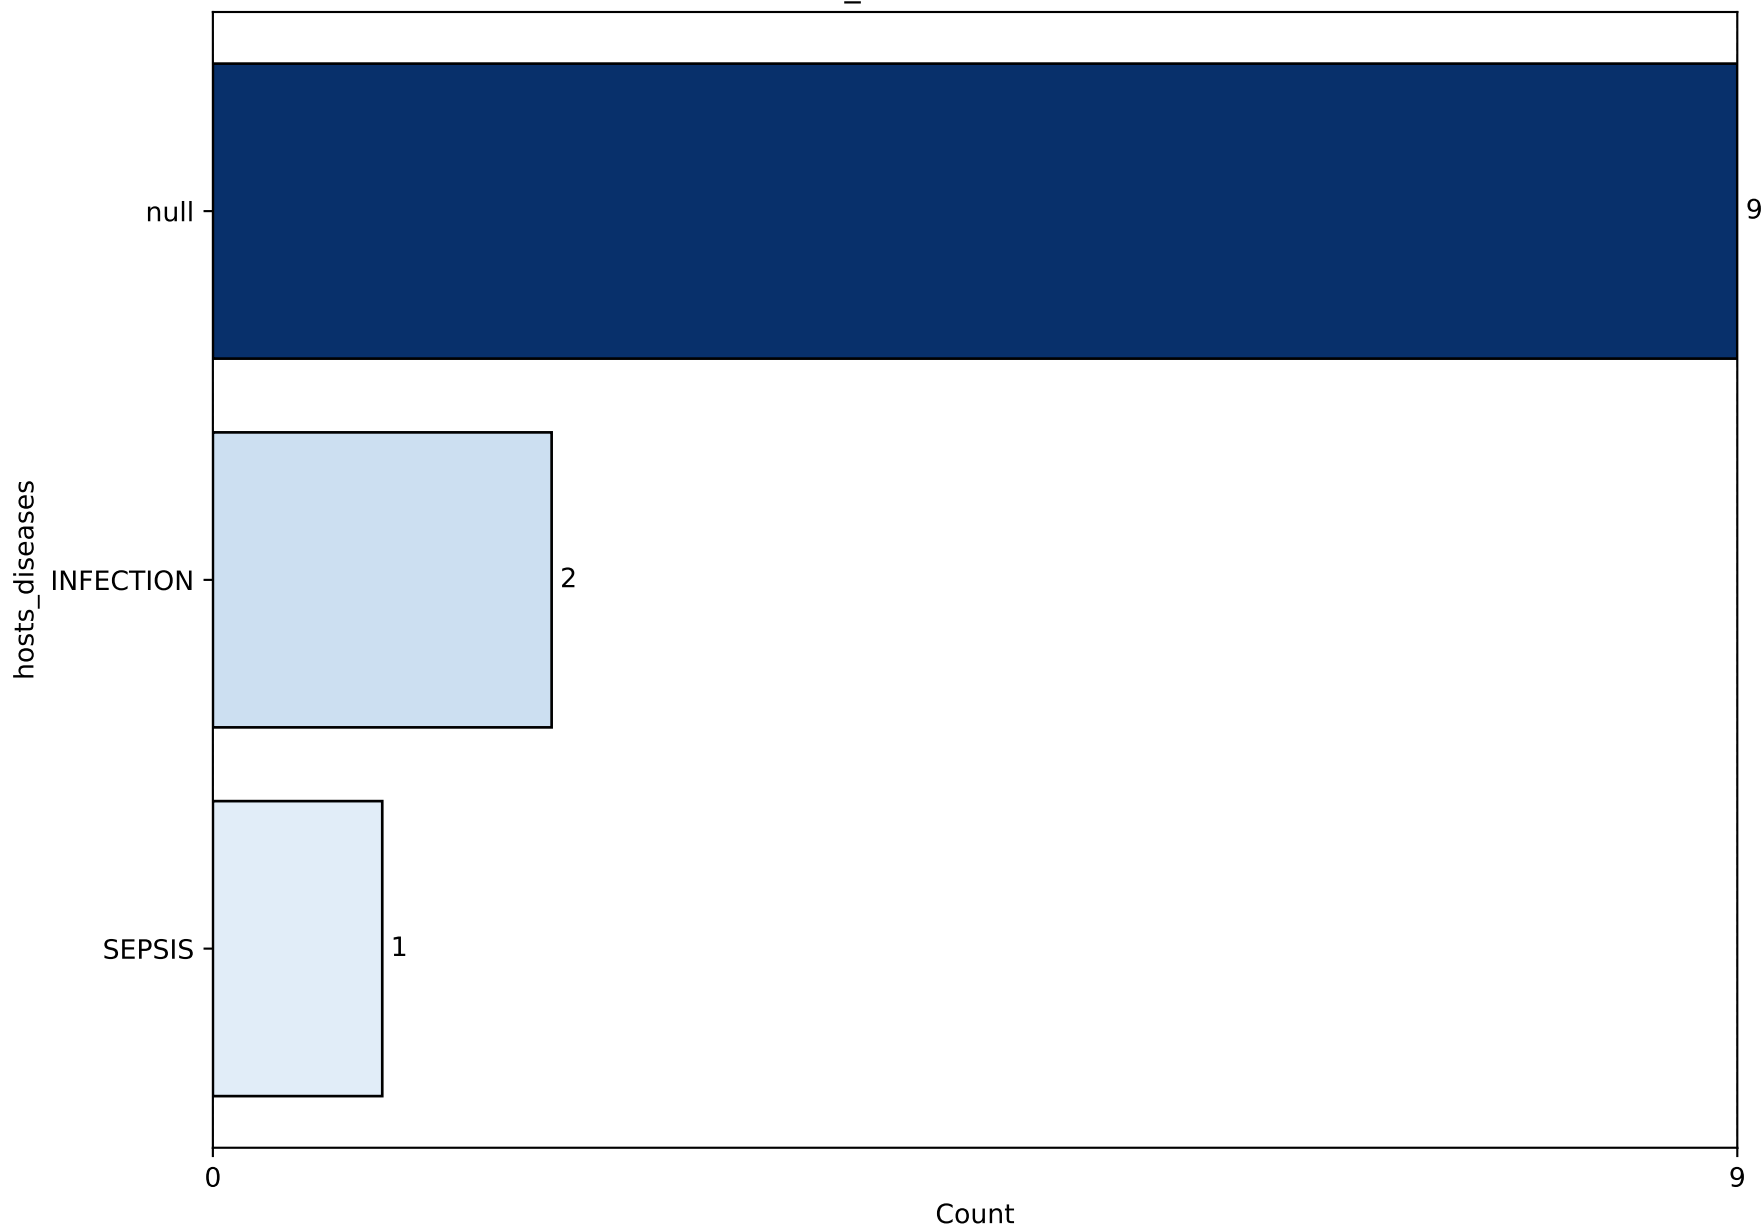 null
9
hosts_diseases
INFECTION
2
SEPSIS
1
0
9
Count